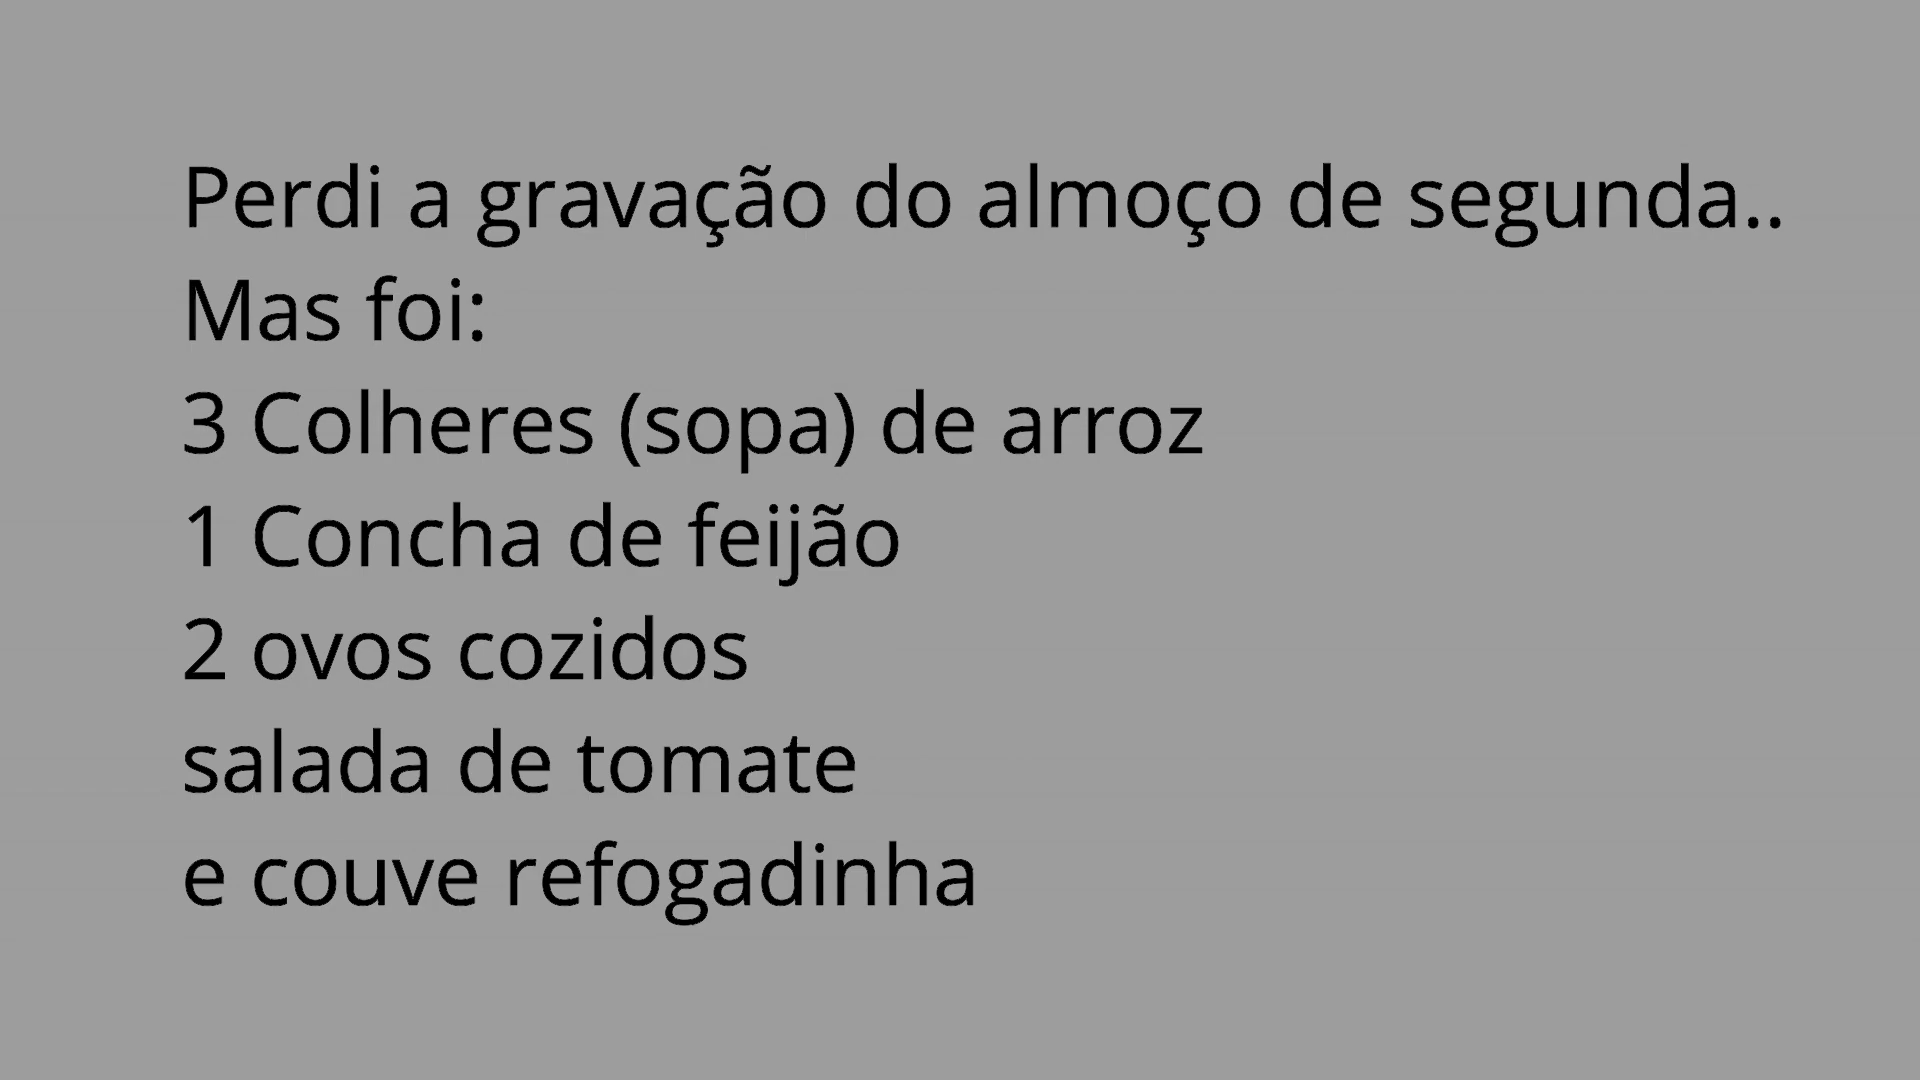 Perdi a gravação do almoço de segunda..
Mas foi:
3 Colheres (sopa) de arroz
1 Concha de feijão
2 ovos cozidos
salada de tomate
e couve refogadinha